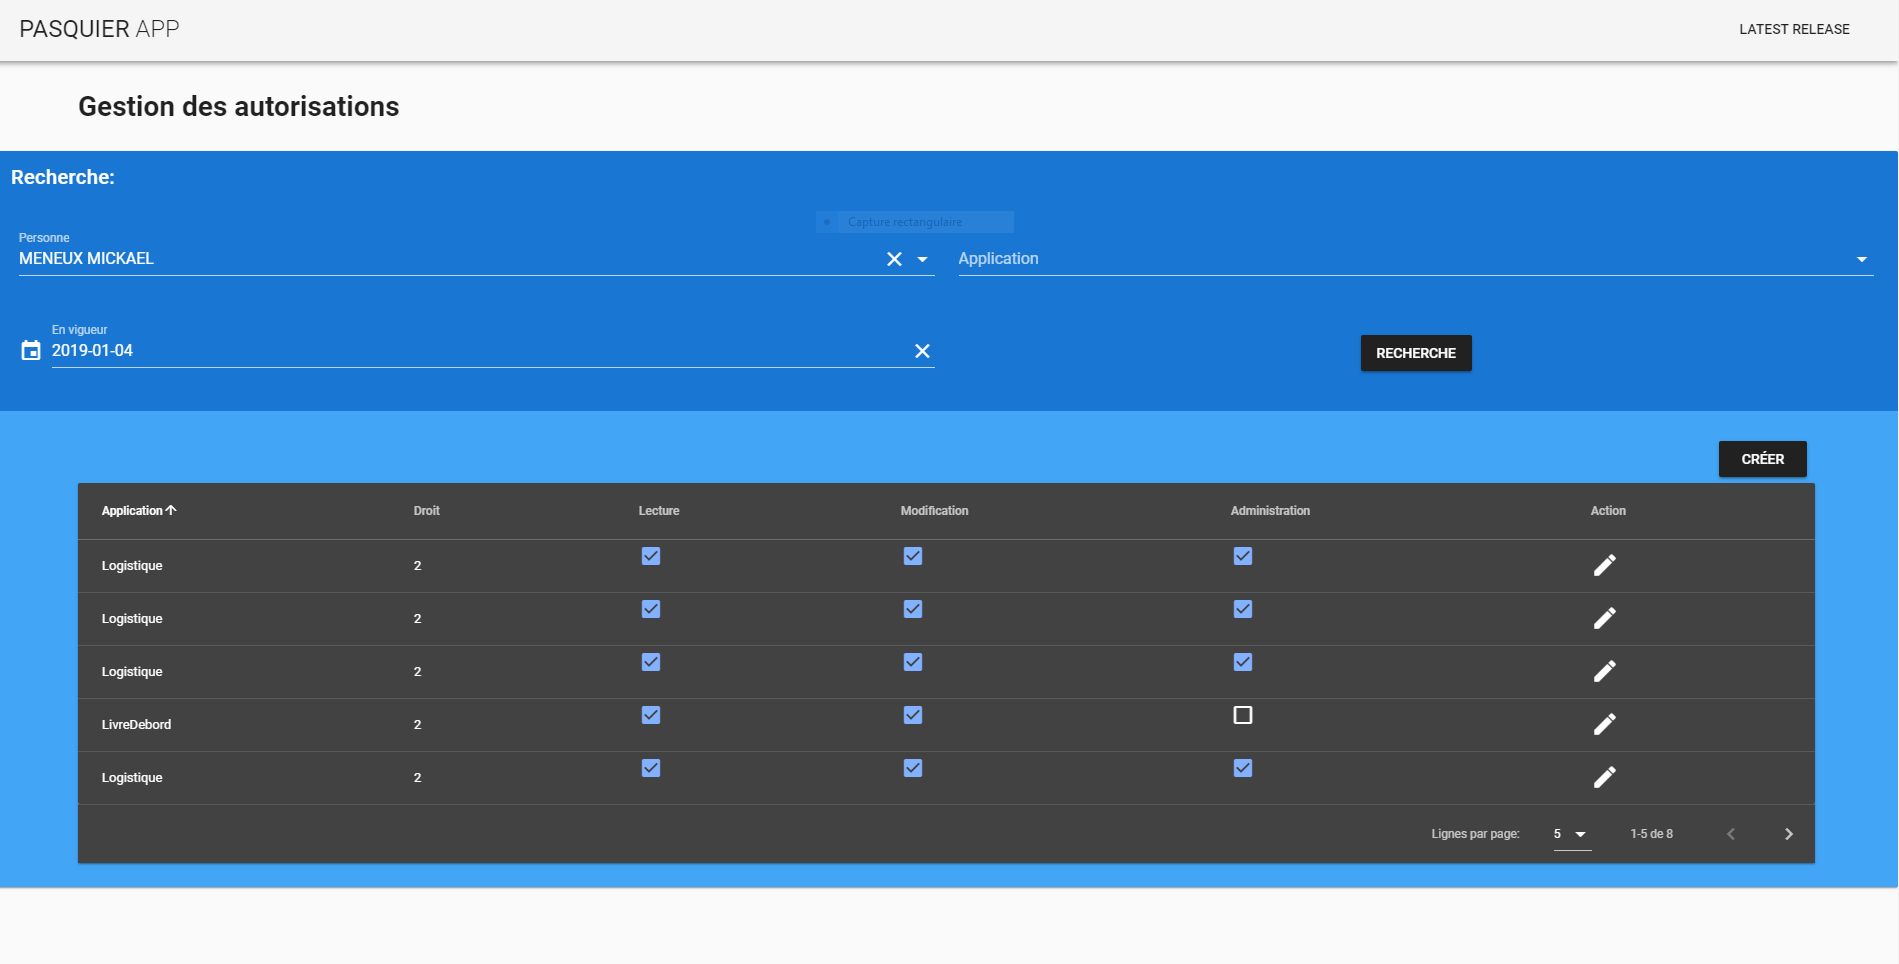 PASQUIER APP
LATEST RELEASE
Gestion des autorisations
Recherche:
Capture rectangulaire
Personne
MENEUX MICKAEL
Application
En vigueur
2019-01-04
RECHERCHE
CRÉER
Application Droit Lecture Modification Administration Action
Logistique 2
Logistique 2
Logistique 2
LivreDebord 2
Logistique 2
Lignes par page: 5 1-5 de 8